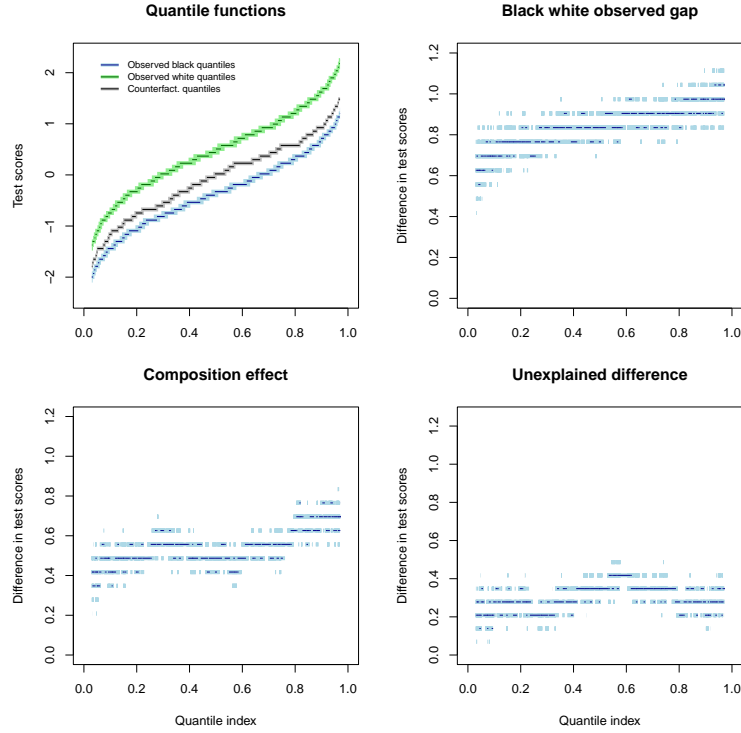 Quantile functions
Test scores
2
1
0
−1
−2
Observed black quantiles
Observed white quantiles
Counterfact. quantiles
0.0 0.2 0.4 0.6 0.8 1.0
Black white observed gap
Difference in test scores
1.2
1.0
0.8
0.6
0.4
0.2
0.0
0.0 0.2 0.4 0.6 0.8 1.0
Composition effect
Difference in test scores
1.2
1.0
0.8
0.6
0.4
0.2
0.0
0.0 0.2 0.4 0.6 0.8 1.0
Quantile index
Unexplained difference
Difference in test scores
1.2
1.0
0.8
0.6
0.4
0.2
0.0
0.0 0.2 0.4 0.6 0.8 1.0
Quantile index